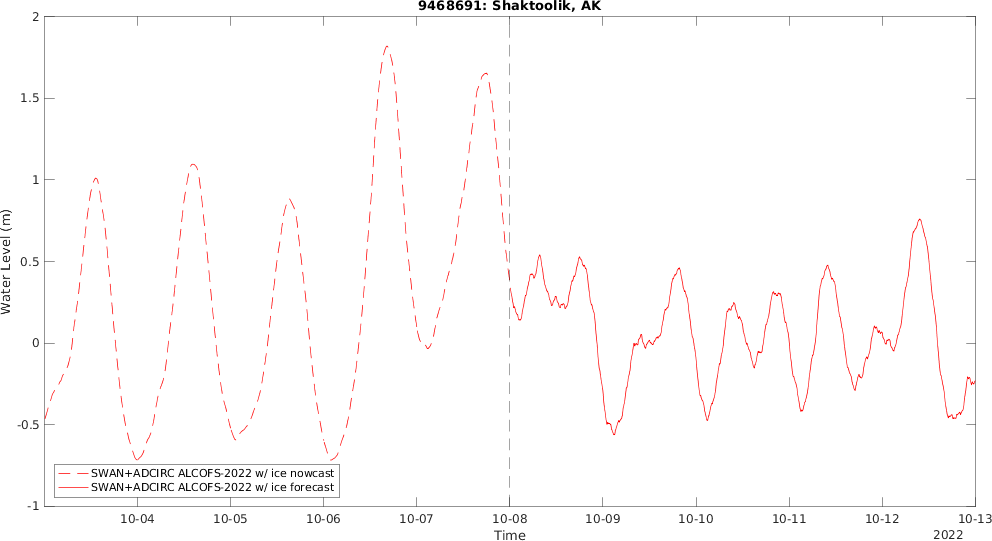 9468691: Shaktoolik, AK
Water Level (m)
2
1.5
1
0.5
0
-0.5
-1
SWAN+ADCIRC ALCOFS-2022 w/ ice nowcast
SWAN+ADCIRC ALCOFS-2022 w/ ice forecast
10-04 10-05 10-06 10-07 10-08 10-09 10-10 10-11 10-12 10-13
Time
2022